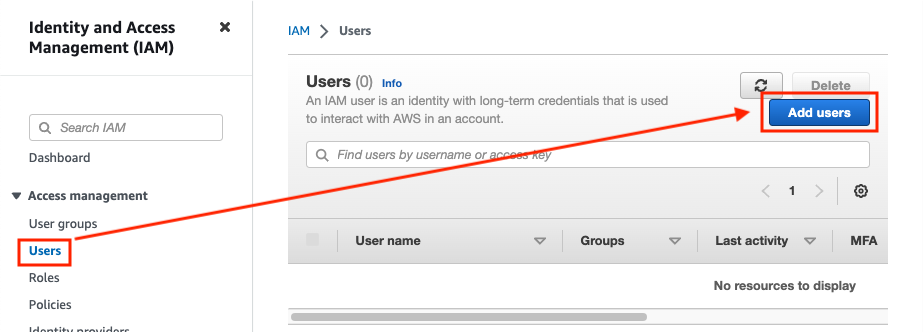 Identity and Access
Management (IAM)
Search IAM
Dashboard
Access management
User groups
Users
Roles
Policies
Identity providers
IAM > Users
Users (0) Info
An IAM user is an identity with long-term credentials that is used
to interact with AWS in an account.
Delete
Add users
Find users by username or access key
1
User name Groups Last activity MFA
No resources to display